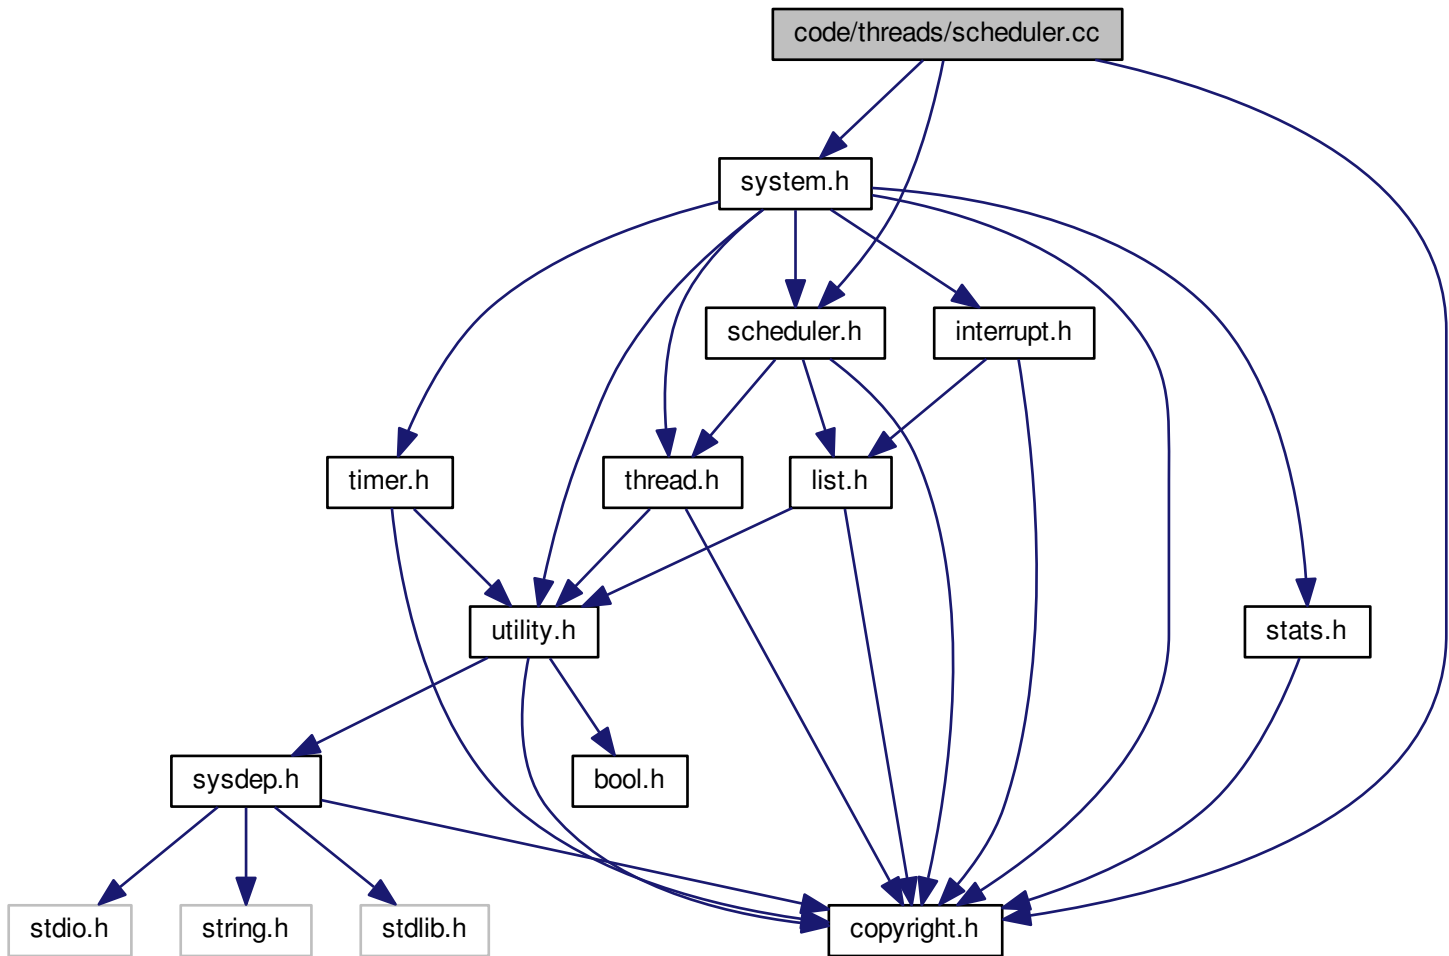 code/threads/scheduler.cc
system.h
scheduler.h
interrupt.h
timer.h
thread.h
list.h
utility.h
stats.h
sysdep.h
bool.h
stdio.h
string.h
stdlib.h
copyright.h